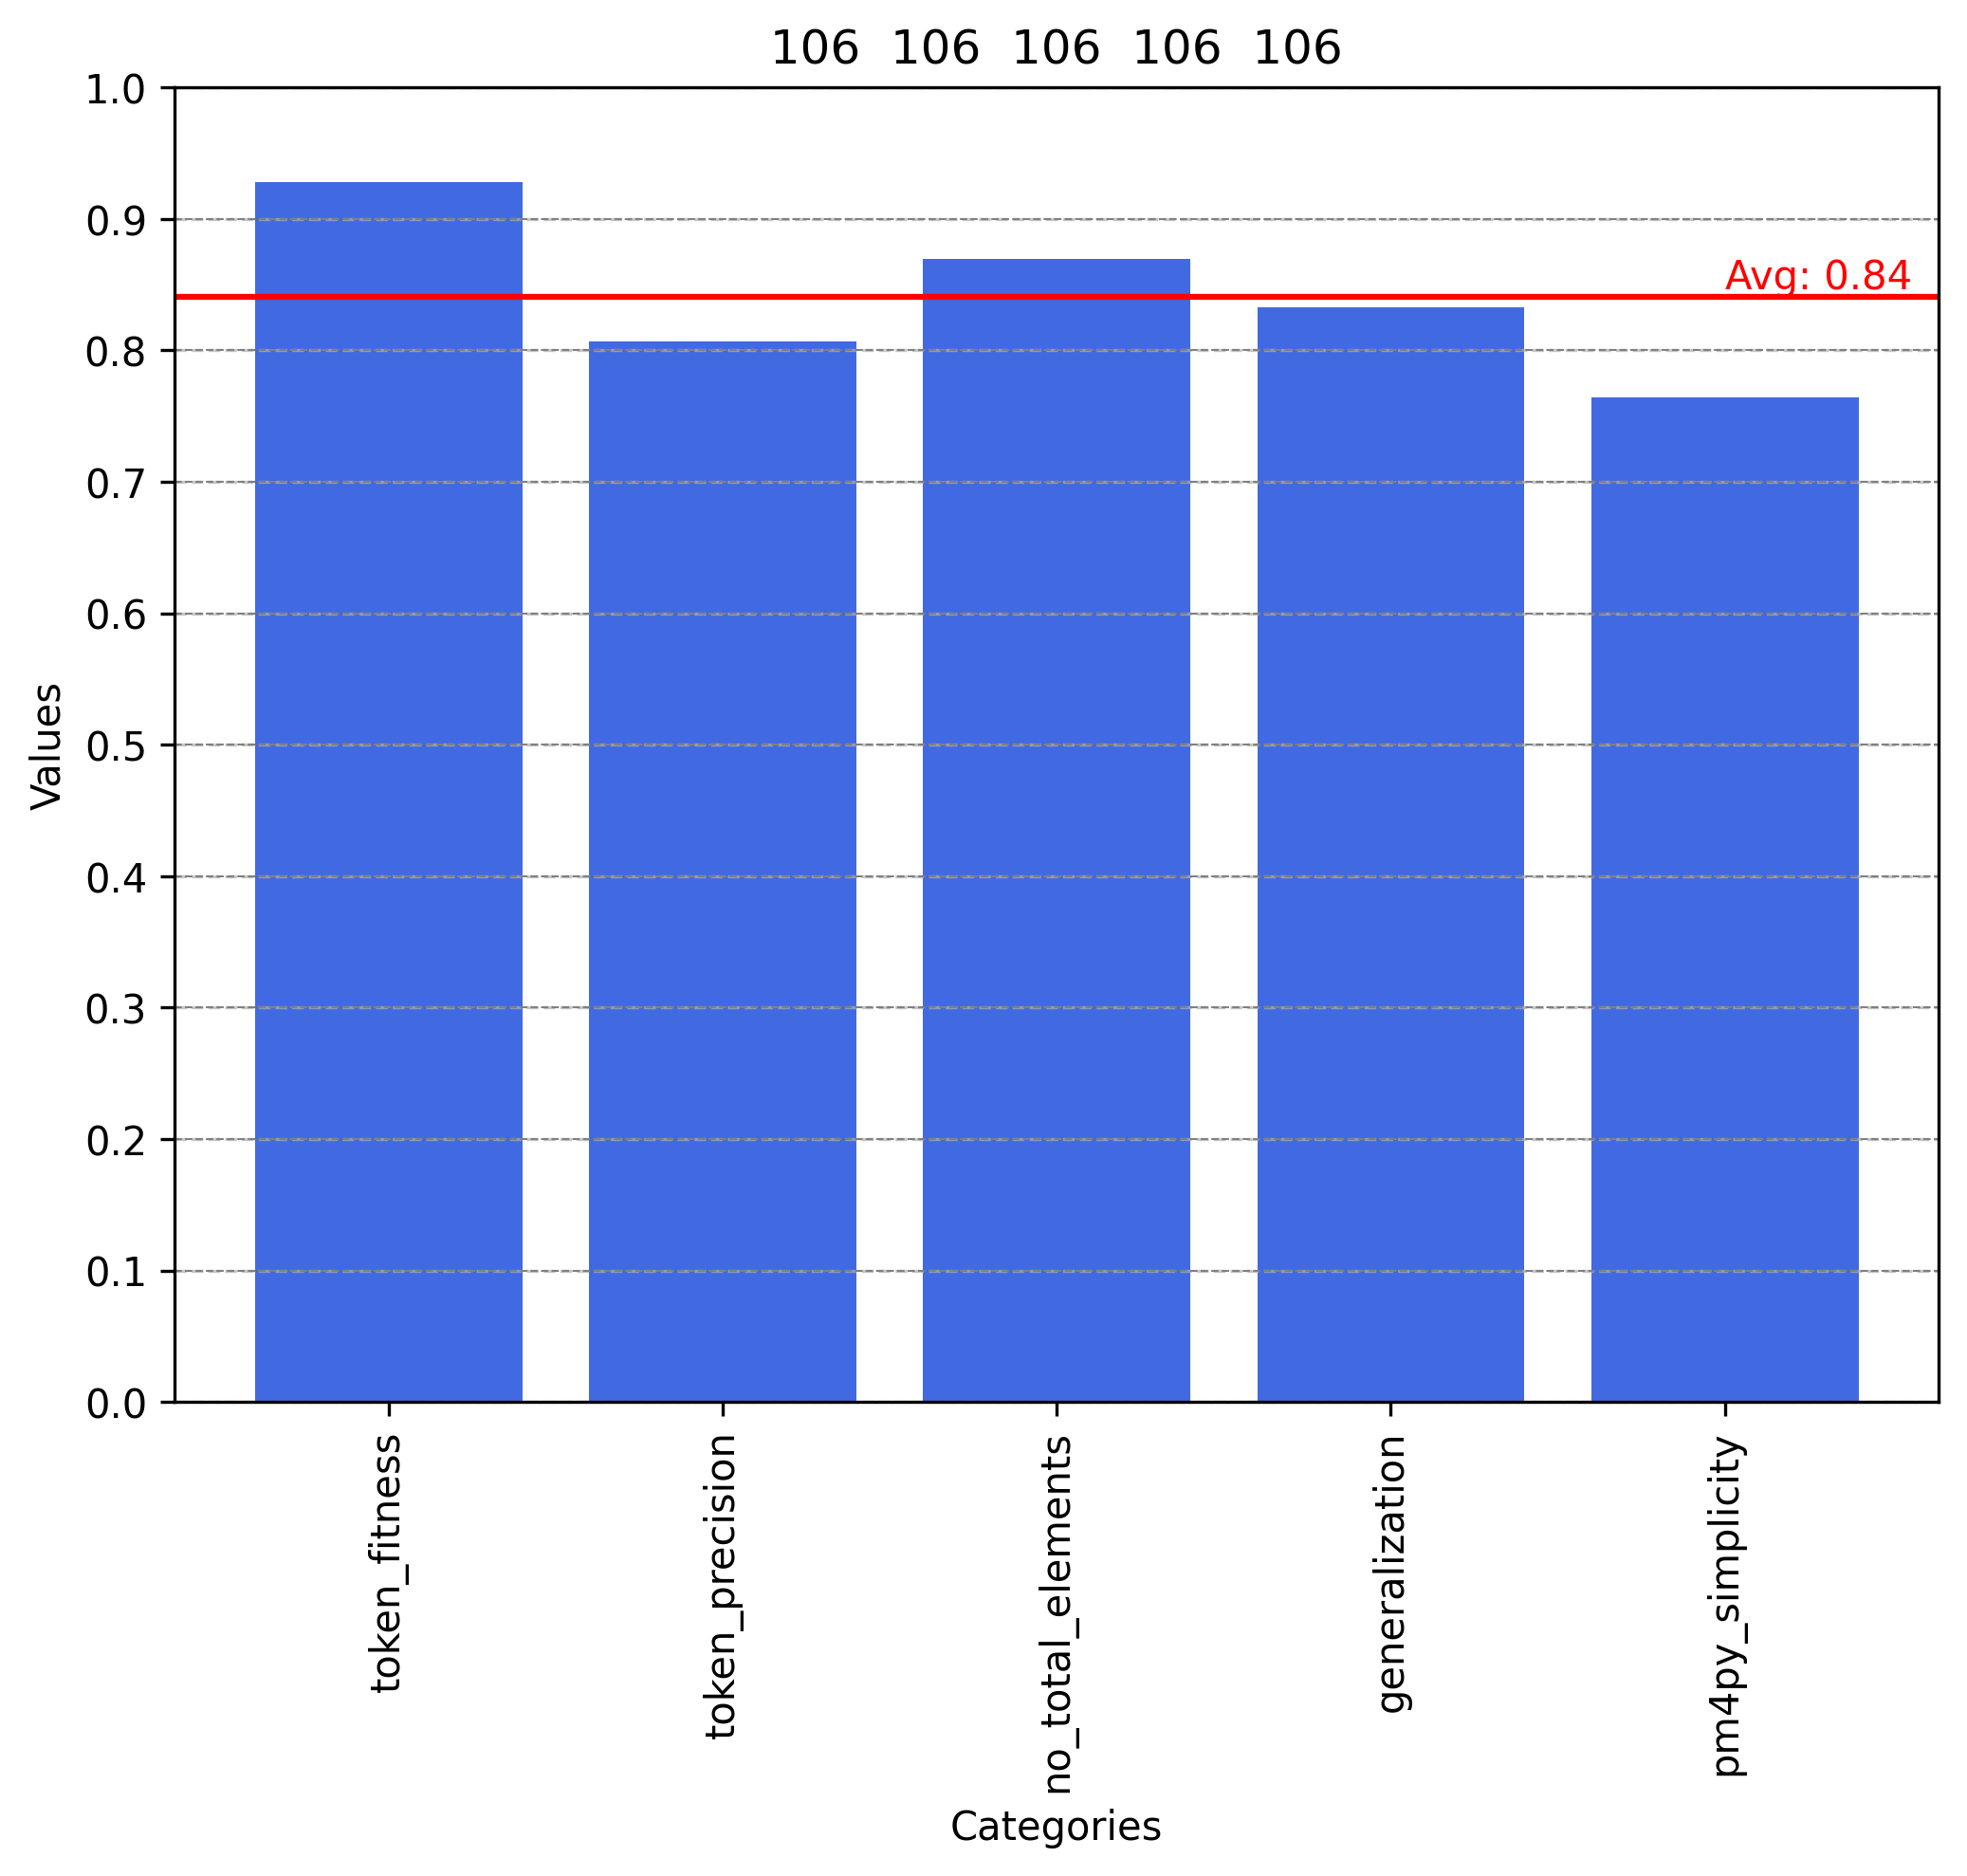 106  106  106  106  106
1.0
0.9
0.8
0.7
0.6
0.5
0.4
0.3
0.2
0.1
0.0
Values
Avg: 0.84
token_fitness
token_precision
no_total_elements
generalization
pm4py_simplicity
Categories